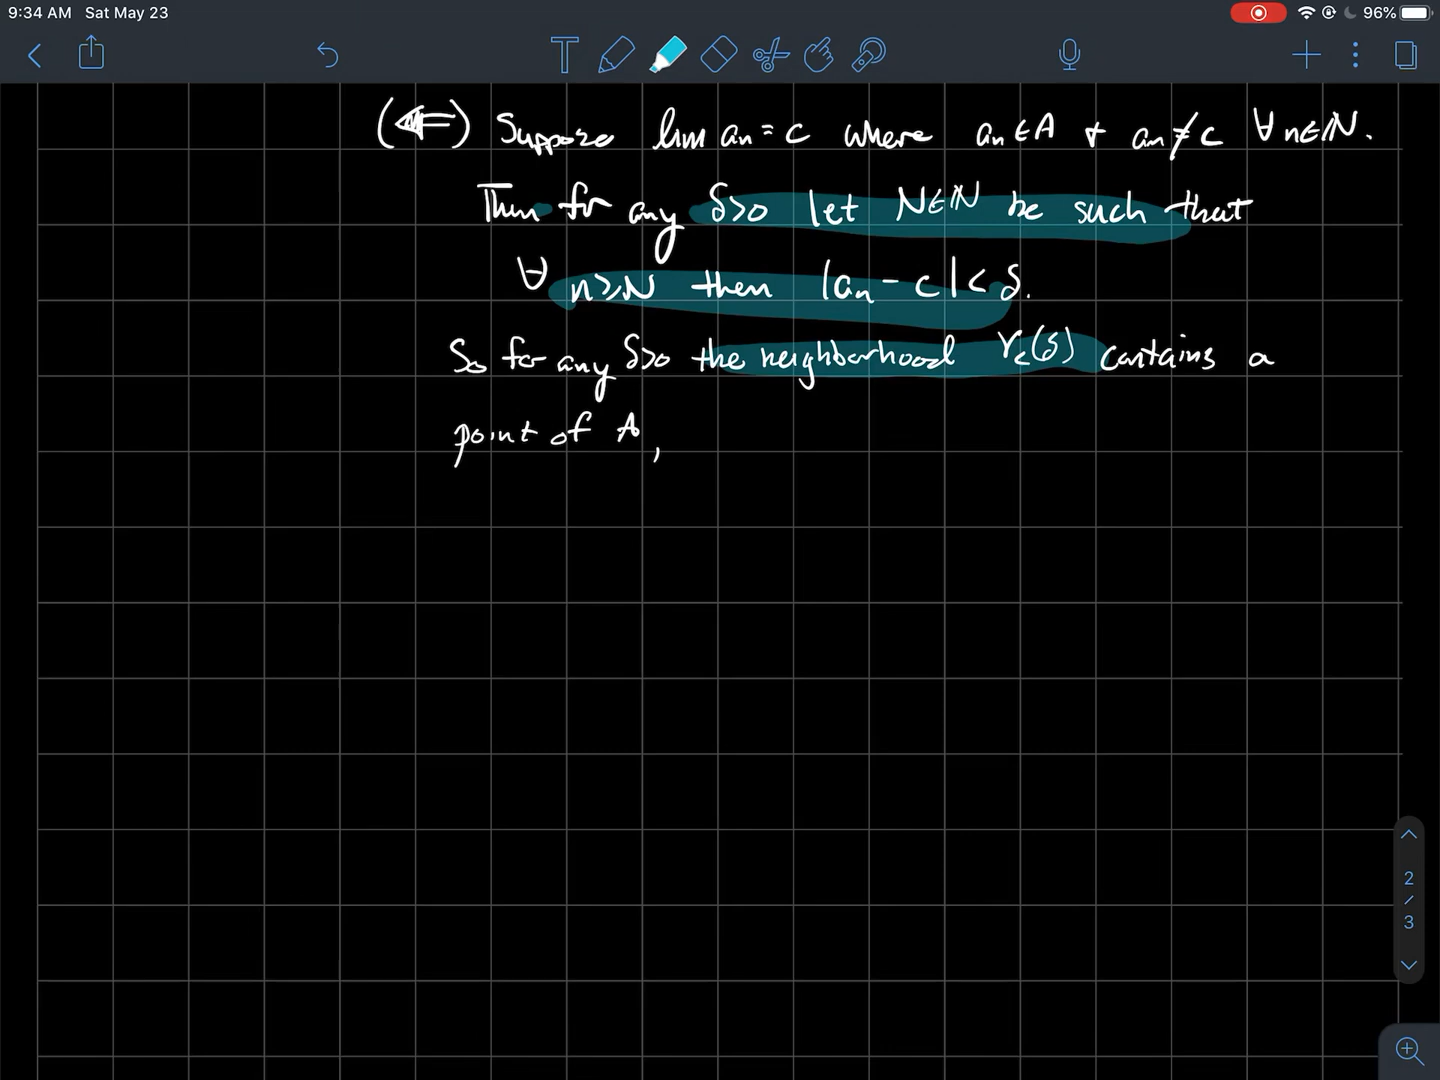 9:34 AM Sat May 23
96%
(⇐) Suppose lim aₙ = c where aₙ ∈ A + aₙ ≠ c ∀ n∈ℕ.
Then for any δ>0 let N∈ℕ be such that
∀ n≥N then |aₙ - c| < δ.
So for any δ>0 the neighborhood V_c(δ) contains a
point of A,
2
/
3